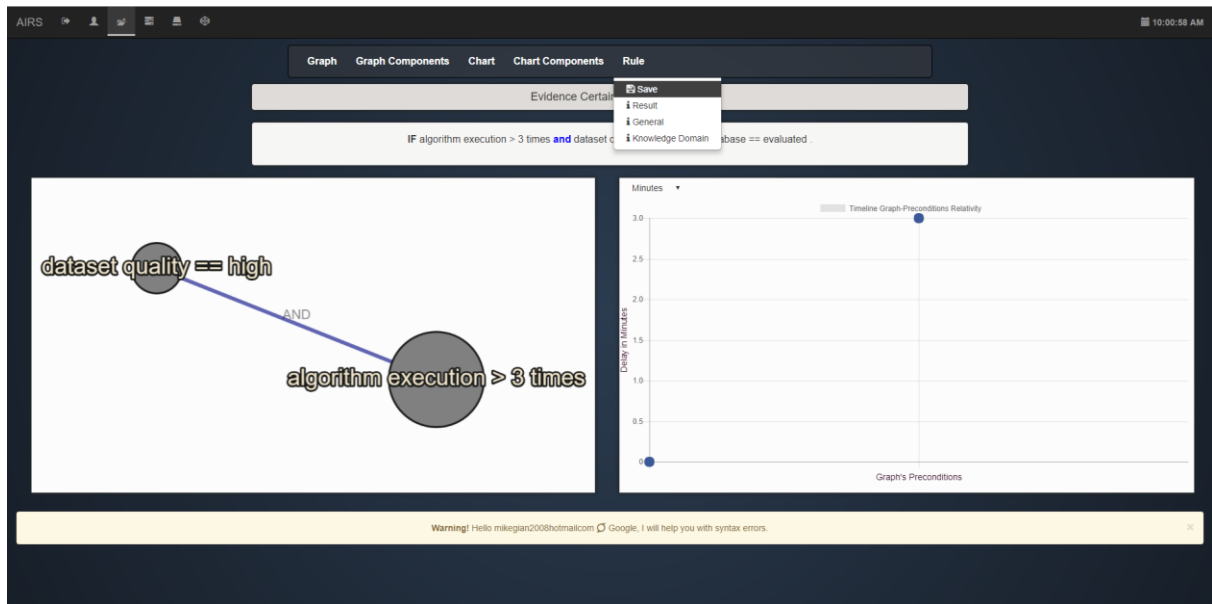 AIRS
10:00:58 AM
Graph Graph Components Chart Chart Components Rule
Save
Result
General
Knowledge Domain
Evidence
IF algorithm execution > 3 times and dataset == evaluated .
dataset quality == high
AND
algorithm execution > 3 times
Minutes
Timeline Graph-Preconditions Relativity
3.0
2.5
2.0
1.5
1.0
0.5
0
Delay in Minutes
Graph's Preconditions
Warning! Hello mikegian2008hotmailcom Google, I will help you with syntax errors.